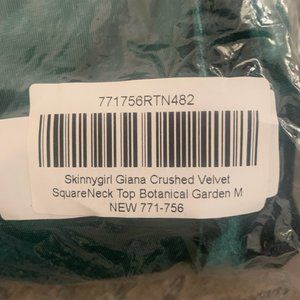 771756RTN482
Skinnygirl Giana Crushed Velvet
SquareNeck Top Botanical Garden M
NEW 771-756